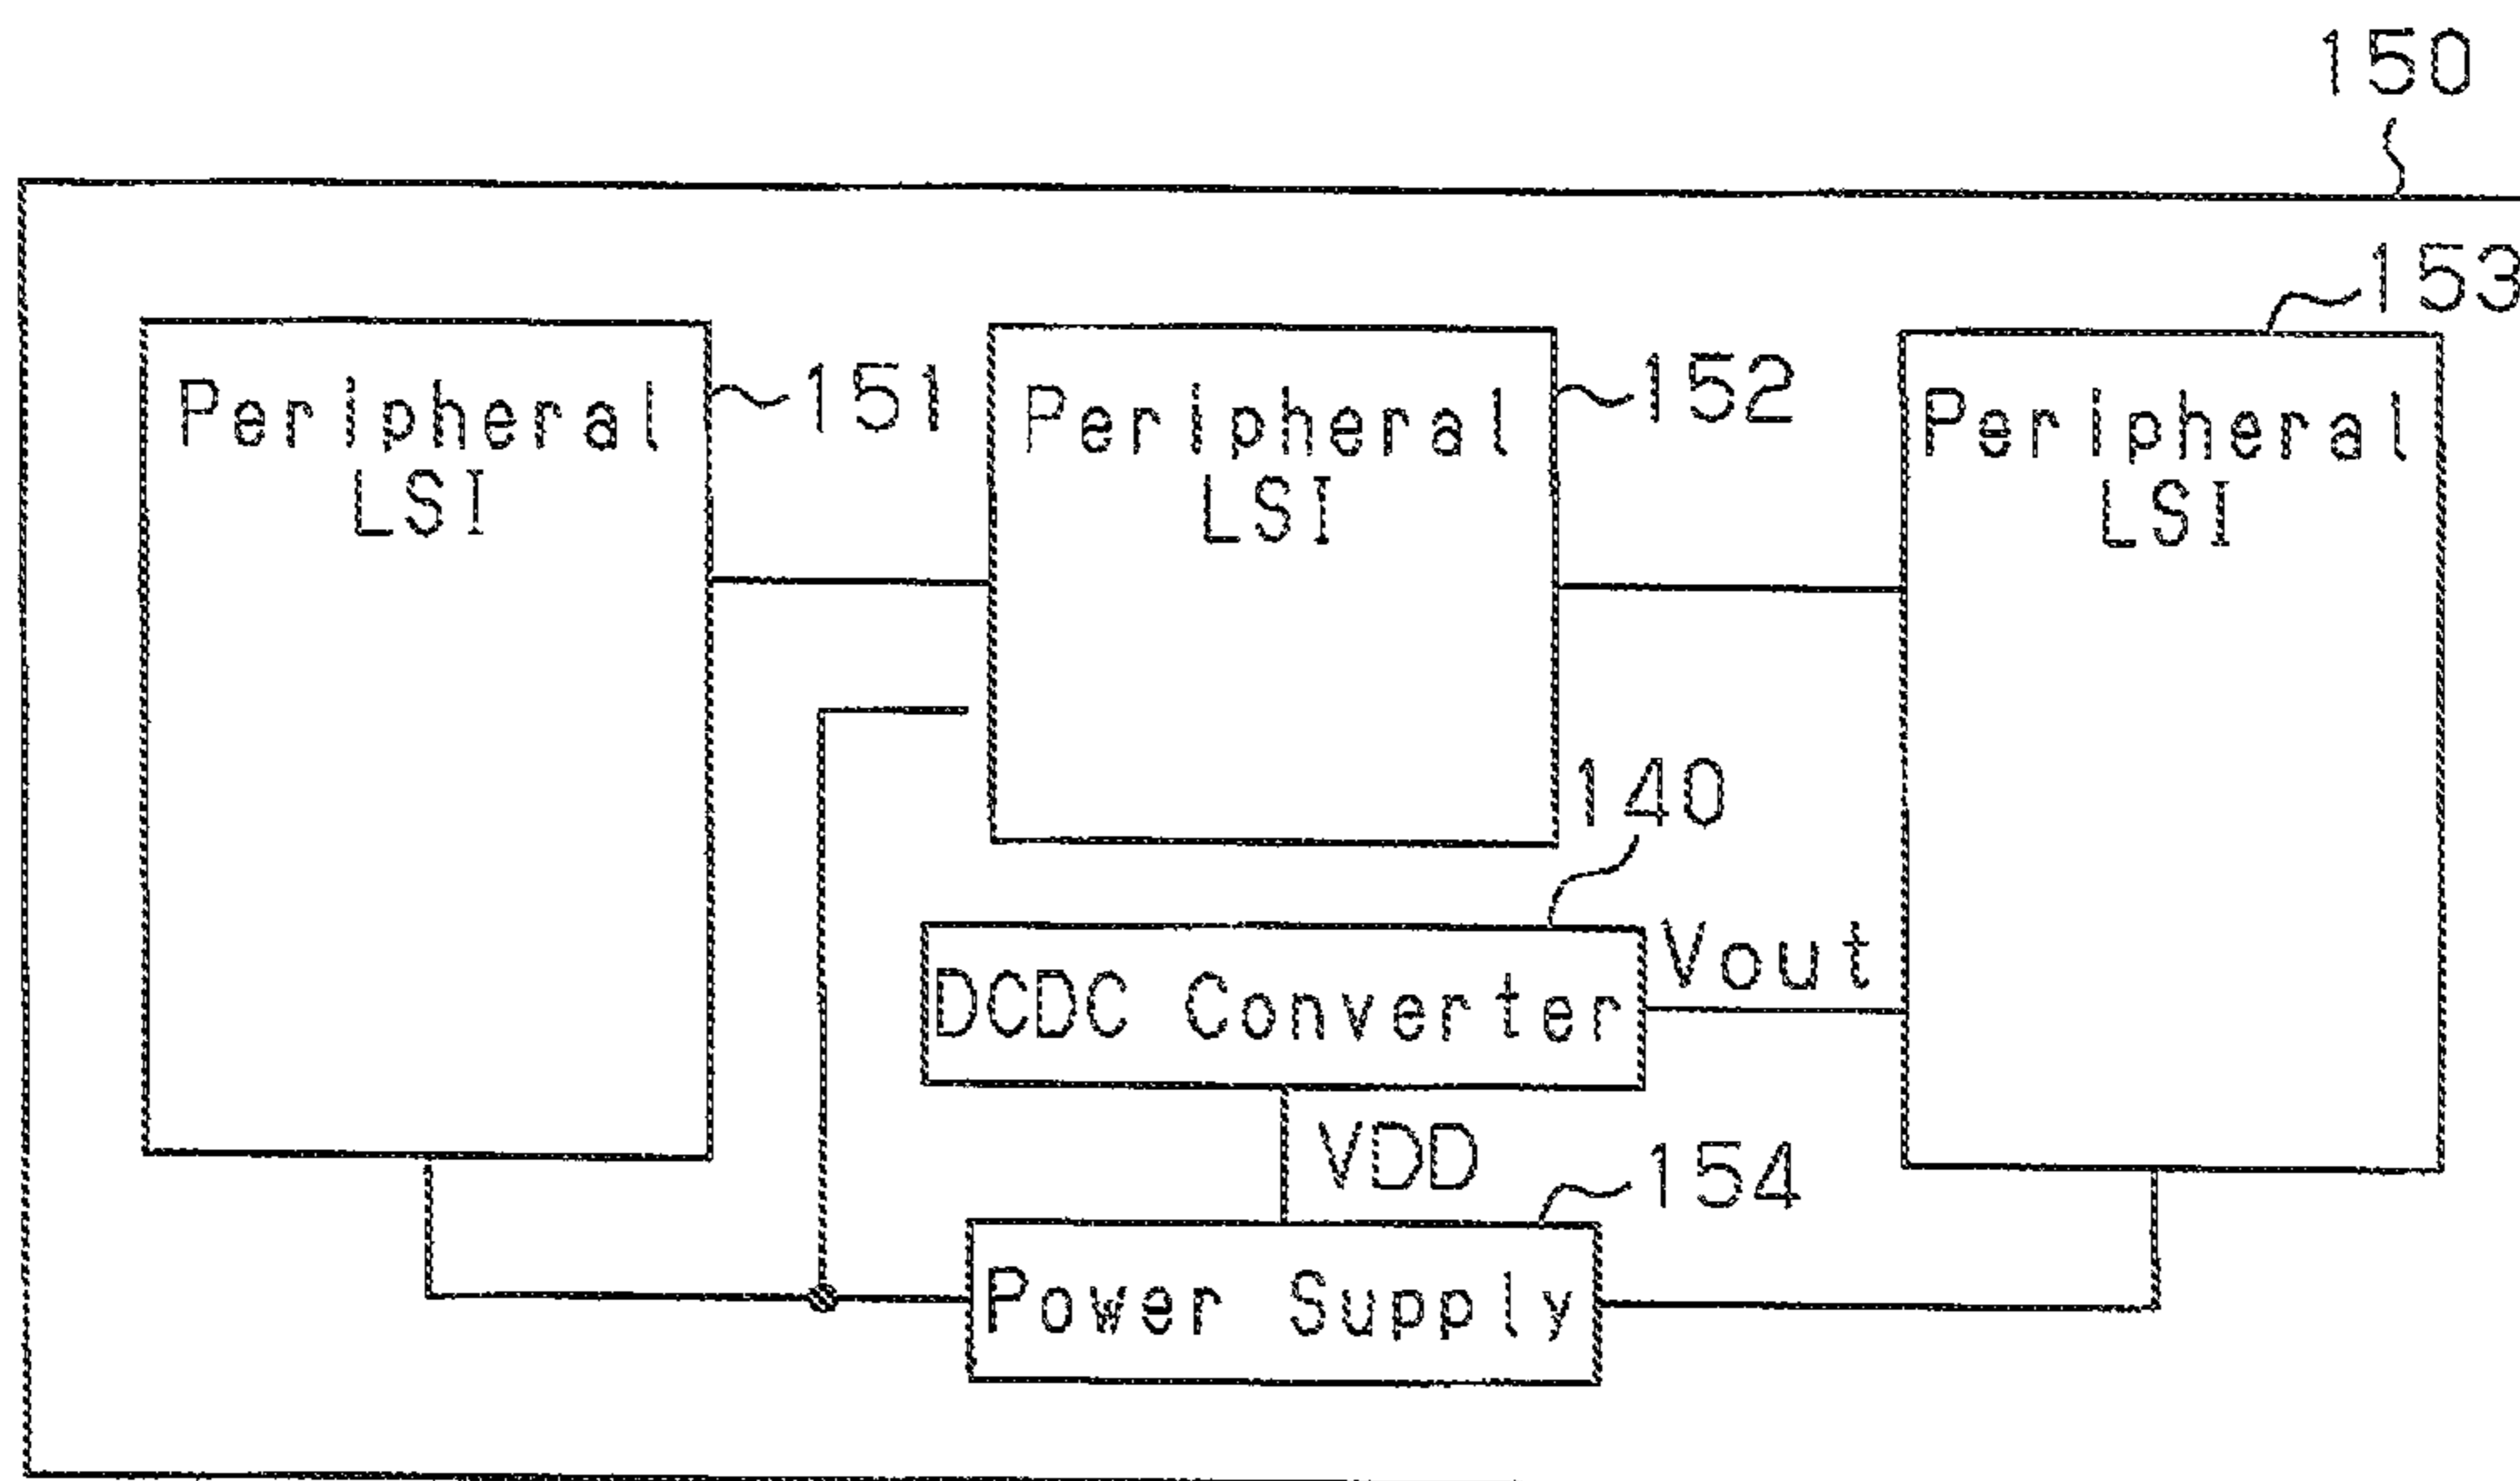 150
153
151
152
Peripheral
LSI
Peripheral
LSI
Peripheral
LSI
140
Vout
DCDC Converter
VDD
154
Power Supply